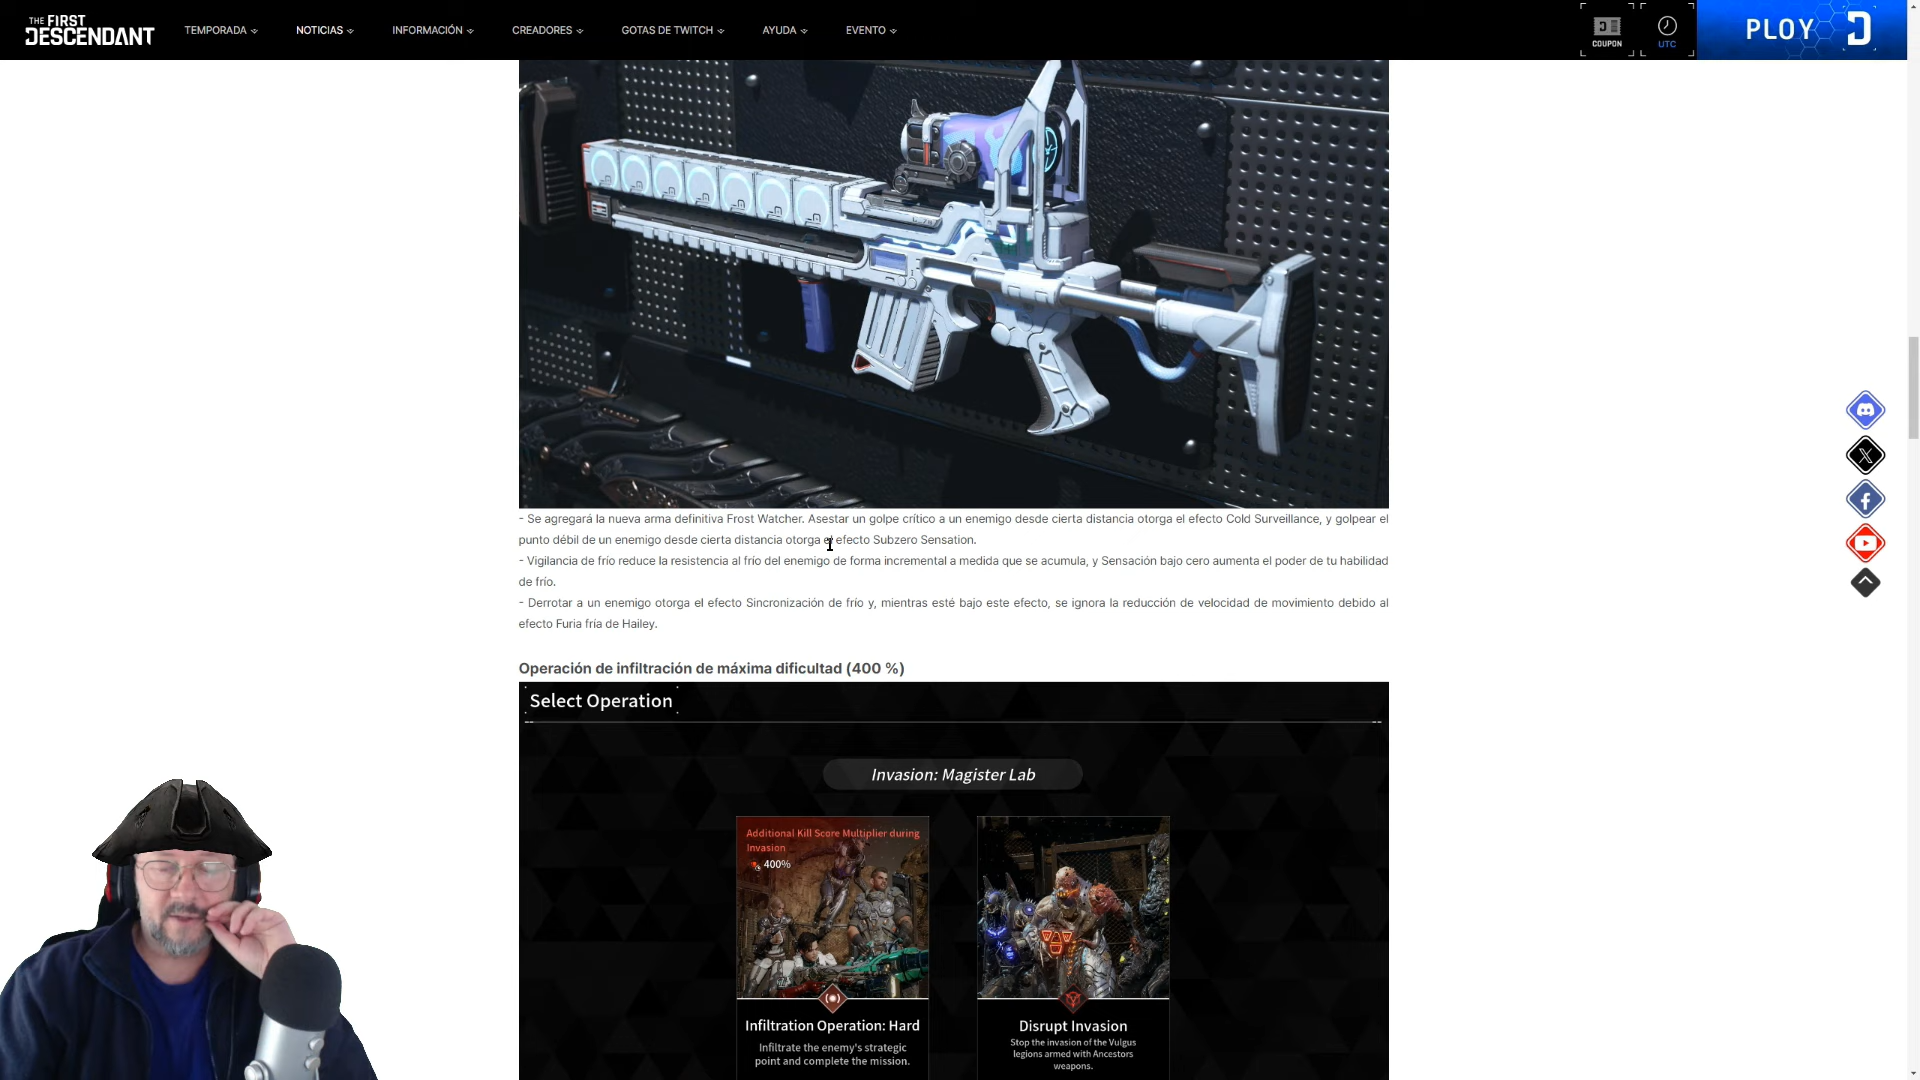 THE FIRST
DESCENDANT
TEMPORADA
NOTICIAS
INFORMACIÓN
CREADORES
GOTAS DE TWITCH
AYUDA
EVENTO
COUPON
UTC
PLOY
- Se agregará la nueva arma definitiva Frost Watcher. Asestar un golpe crítico a un enemigo desde cierta distancia otorga el efecto Cold Surveillance, y golpear el
punto débil de un enemigo desde cierta distancia otorga el efecto Subzero Sensation.
- Vigilancia de frío reduce la resistencia al frío del enemigo de forma incremental a medida que se acumula, y Sensación bajo cero aumenta el poder de tu habilidad
de frío.
- Derrotar a un enemigo otorga el efecto Sincronización de frío y, mientras esté bajo este efecto, se ignora la reducción de velocidad de movimiento debido al
efecto Furia fría de Hailey.
Operación de infiltración de máxima dificultad (400 %)
Select Operation
Invasion: Magister Lab
Additional Kill Score Multiplier during
Invasion
400%
Infiltration Operation: Hard
Infiltrate the enemy's strategic
point and complete the mission.
Disrupt Invasion
Stop the invasion of the Vulgus
legions armed with Ancestors
weapons.